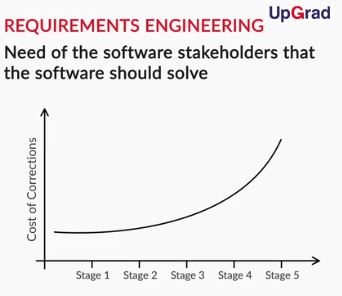 UpGrad
REQUIREMENTS ENGINEERING
Need of the software stakeholders that
the software should solve
Cost of Corrections
Stage 1 Stage 2 Stage 3 Stage 4 Stage 5